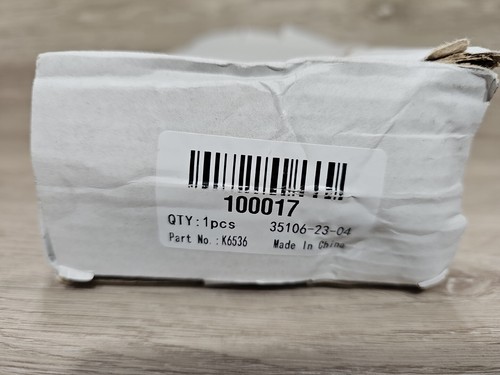 100017
QTY:1pcs 35106-23-04
Part No.:K6536 Made In China